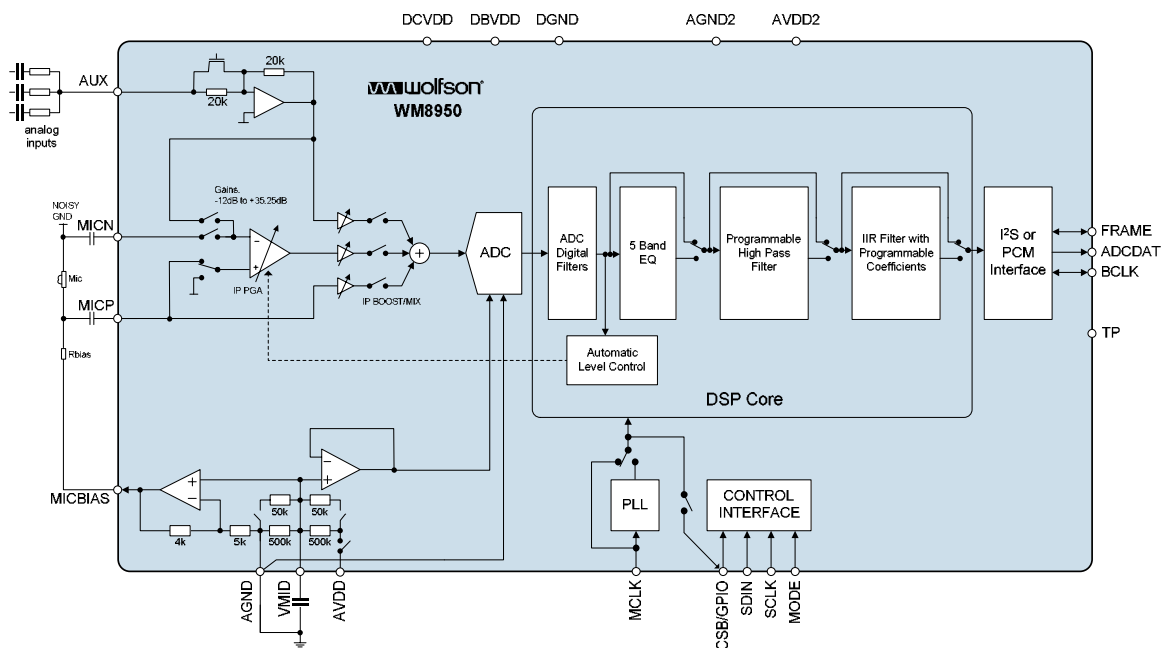 DCVDD DBVDD DGND AGND2 AVDD2
AUX
20k
20k
wolfson®
WM8950
analog
inputs
Gains.
-12dB to +35.25dB
NOISY
GND
MICN
Mic
MICP
Rbias
IP PGA
IP BOOST/MIX
ADC
ADC
Digital
Filters
5 Band
EQ
Programmable
High Pass
Filter
IIR Filter with
Programmable
Coefficients
I²S or
PCM
Interface
FRAME
ADCDAT
BCLK
TP
Automatic
Level Control
DSP Core
MICBIAS
50k 50k
4k 5k 500k 500k
PLL
CONTROL
INTERFACE
AGND
VMID
AVDD
MCLK
CSB/GPIO
SDIN
SCLK
MODE